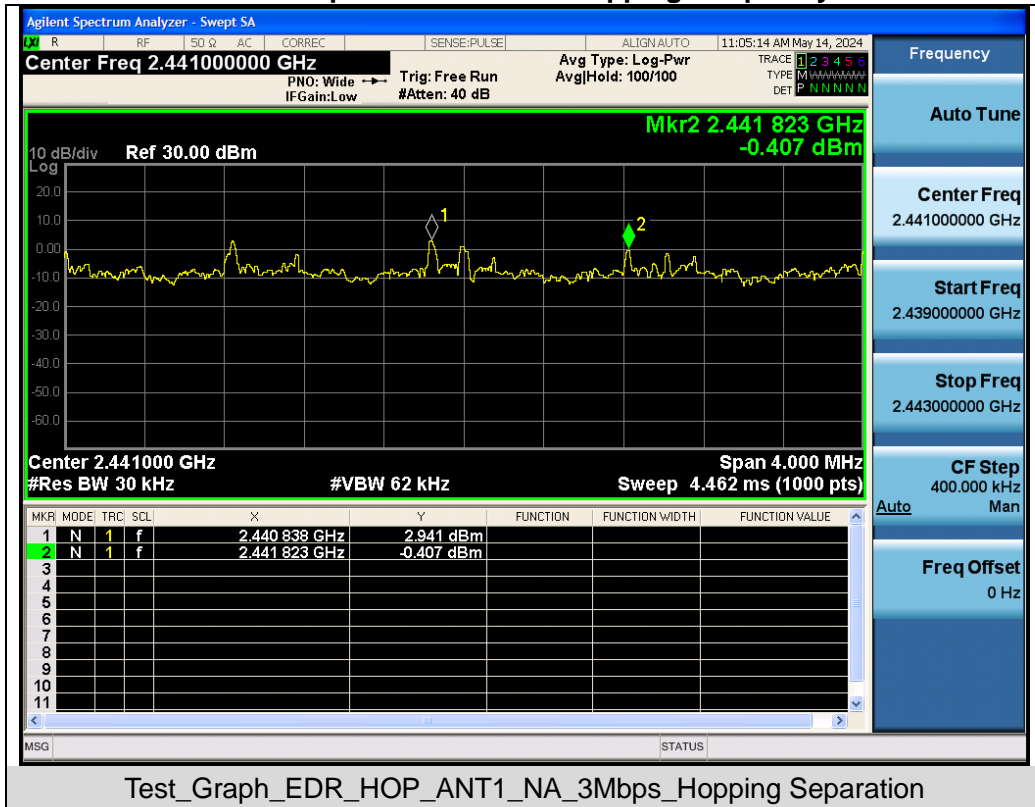 Agilent Spectrum Analyzer - Swept SA
LXI R RF 50 Ω AC CORREC SENSE:PULSE ALIGN AUTO 11:05:14 AM May 14, 2024
Center Freq 2.441000000 GHz
PNO: Wide
IFGain:Low
Trig: Free Run
#Atten: 40 dB
Avg Type: Log-Pwr
Avg|Hold: 100/100
TRACE 1 2 3 4 5 6
TYPE M WWWWW
DET P N N N N N
Mkr2 2.441 823 GHz
-0.407 dBm
10 dB/div Ref 30.00 dBm
Log
20.0
10.0
0.00
-10.0
-20.0
-30.0
-40.0
-50.0
-60.0
1
2
Center 2.441000 GHz Span 4.000 MHz
#Res BW 30 kHz #VBW 62 kHz Sweep 4.462 ms (1000 pts)
MKR MODE TRC SCL X Y FUNCTION FUNCTION WIDTH FUNCTION VALUE
1 N 1 f 2.440 838 GHz 2.941 dBm
2 N 1 f 2.441 823 GHz -0.407 dBm
3
4
5
6
7
8
9
10
11
MSG STATUS
Frequency
Auto Tune
Center Freq
2.441000000 GHz
Start Freq
2.439000000 GHz
Stop Freq
2.443000000 GHz
CF Step
400.000 kHz
Auto Man
Freq Offset
0 Hz
Test_Graph_EDR_HOP_ANT1_NA_3Mbps_Hopping Separation